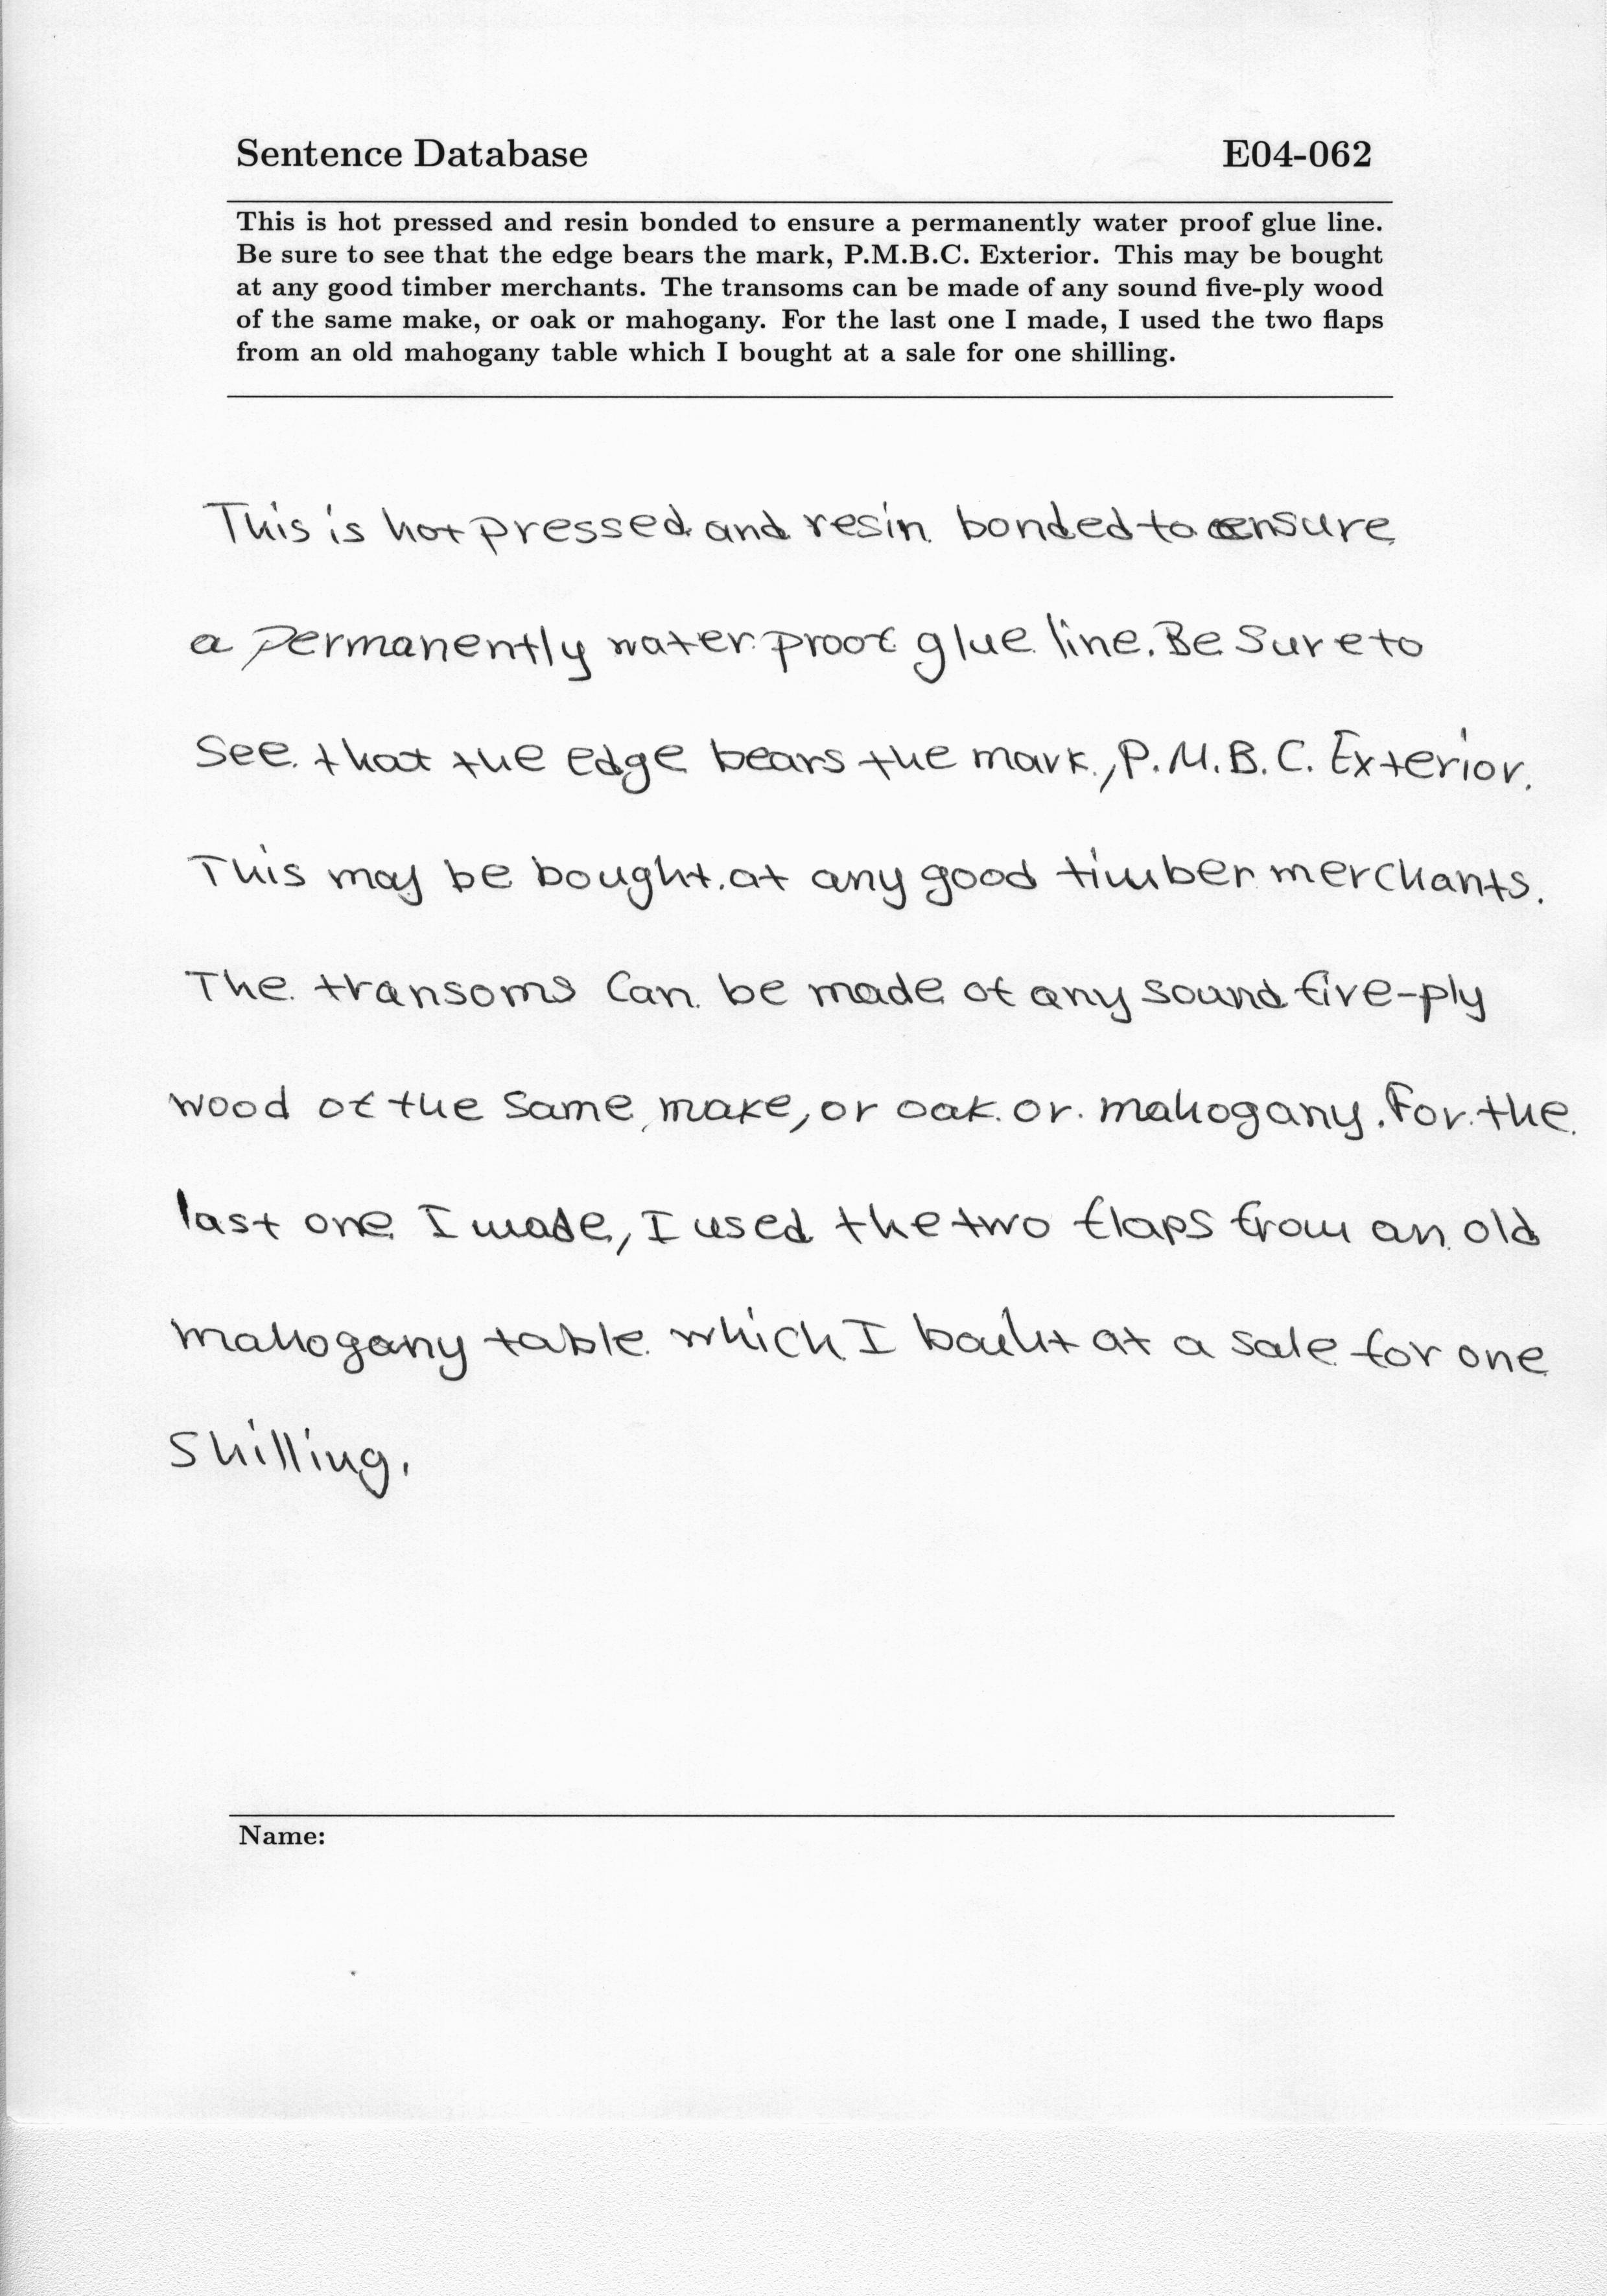 Sentence Database E04-062
This is hot pressed and resin bonded to ensure a permanently water proof glue line.
Be sure to see that the edge bears the mark, P.M.B.C. Exterior. This may be bought
at any good timber merchants. The transoms can be made of any sound five-ply wood
of the same make, or oak or mahogany. For the last one I made, I used the two flaps
from an old mahogany table which I bought at a sale for one shilling.
This is hot pressed and resin bonded to ensure
a permanently water proof glue line. Be sure to
see that the edge bears the mark, P.M.B.C. Exterior.
This may be bought at any good timber merchants.
The transoms can be made of any sound five-ply
wood of the same make, or oak or mahogany. For the
last one I made, I used the two flaps from an old
mahogany table which I at a sale for one
shilling.
Name: